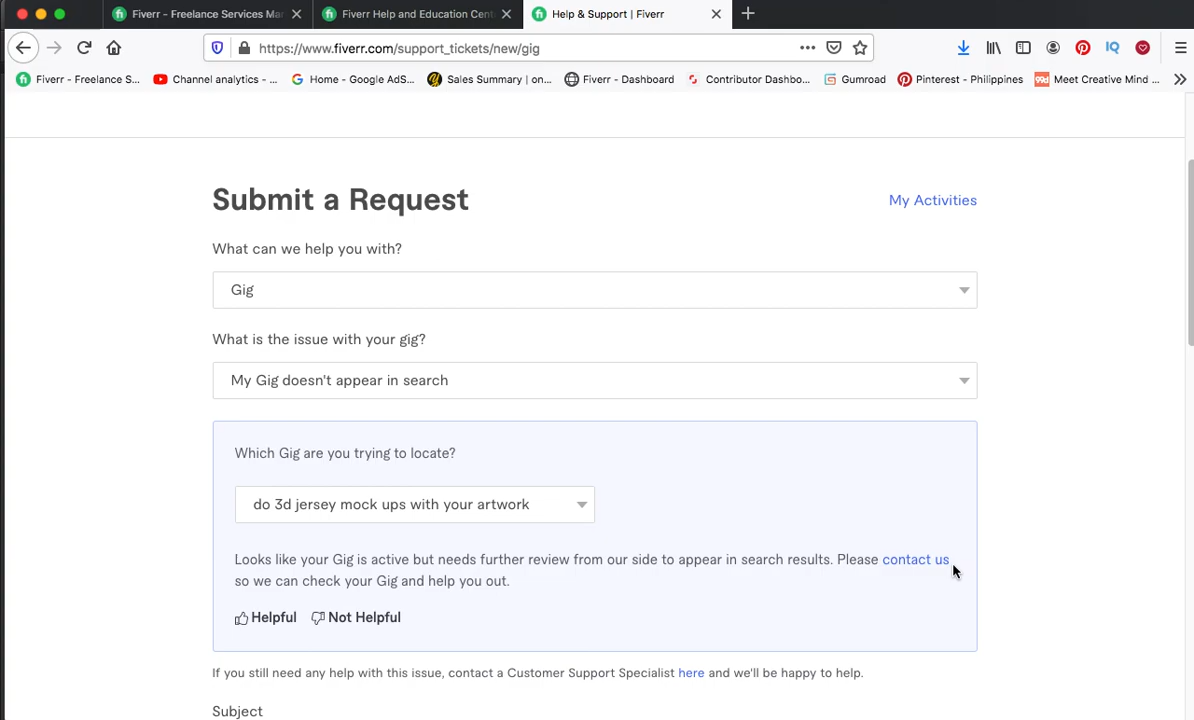 Fiverr - Freelance Services Mar
Fiverr Help and Education Cent
Help & Support | Fiverr
https://www.fiverr.com/support_tickets/new/gig
Fiverr - Freelance S...
Channel analytics - ...
Home - Google AdS...
Sales Summary | on...
Fiverr - Dashboard
Contributor Dashbo...
Gumroad
Pinterest - Philippines
Meet Creative Mind ...
Submit a Request
My Activities
What can we help you with?
Gig
What is the issue with your gig?
My Gig doesn't appear in search
Which Gig are you trying to locate?
do 3d jersey mock ups with your artwork
Looks like your Gig is active but needs further review from our side to appear in search results. Please contact us
so we can check your Gig and help you out.
Helpful Not Helpful
If you still need any help with this issue, contact a Customer Support Specialist here and we'll be happy to help.
Subject